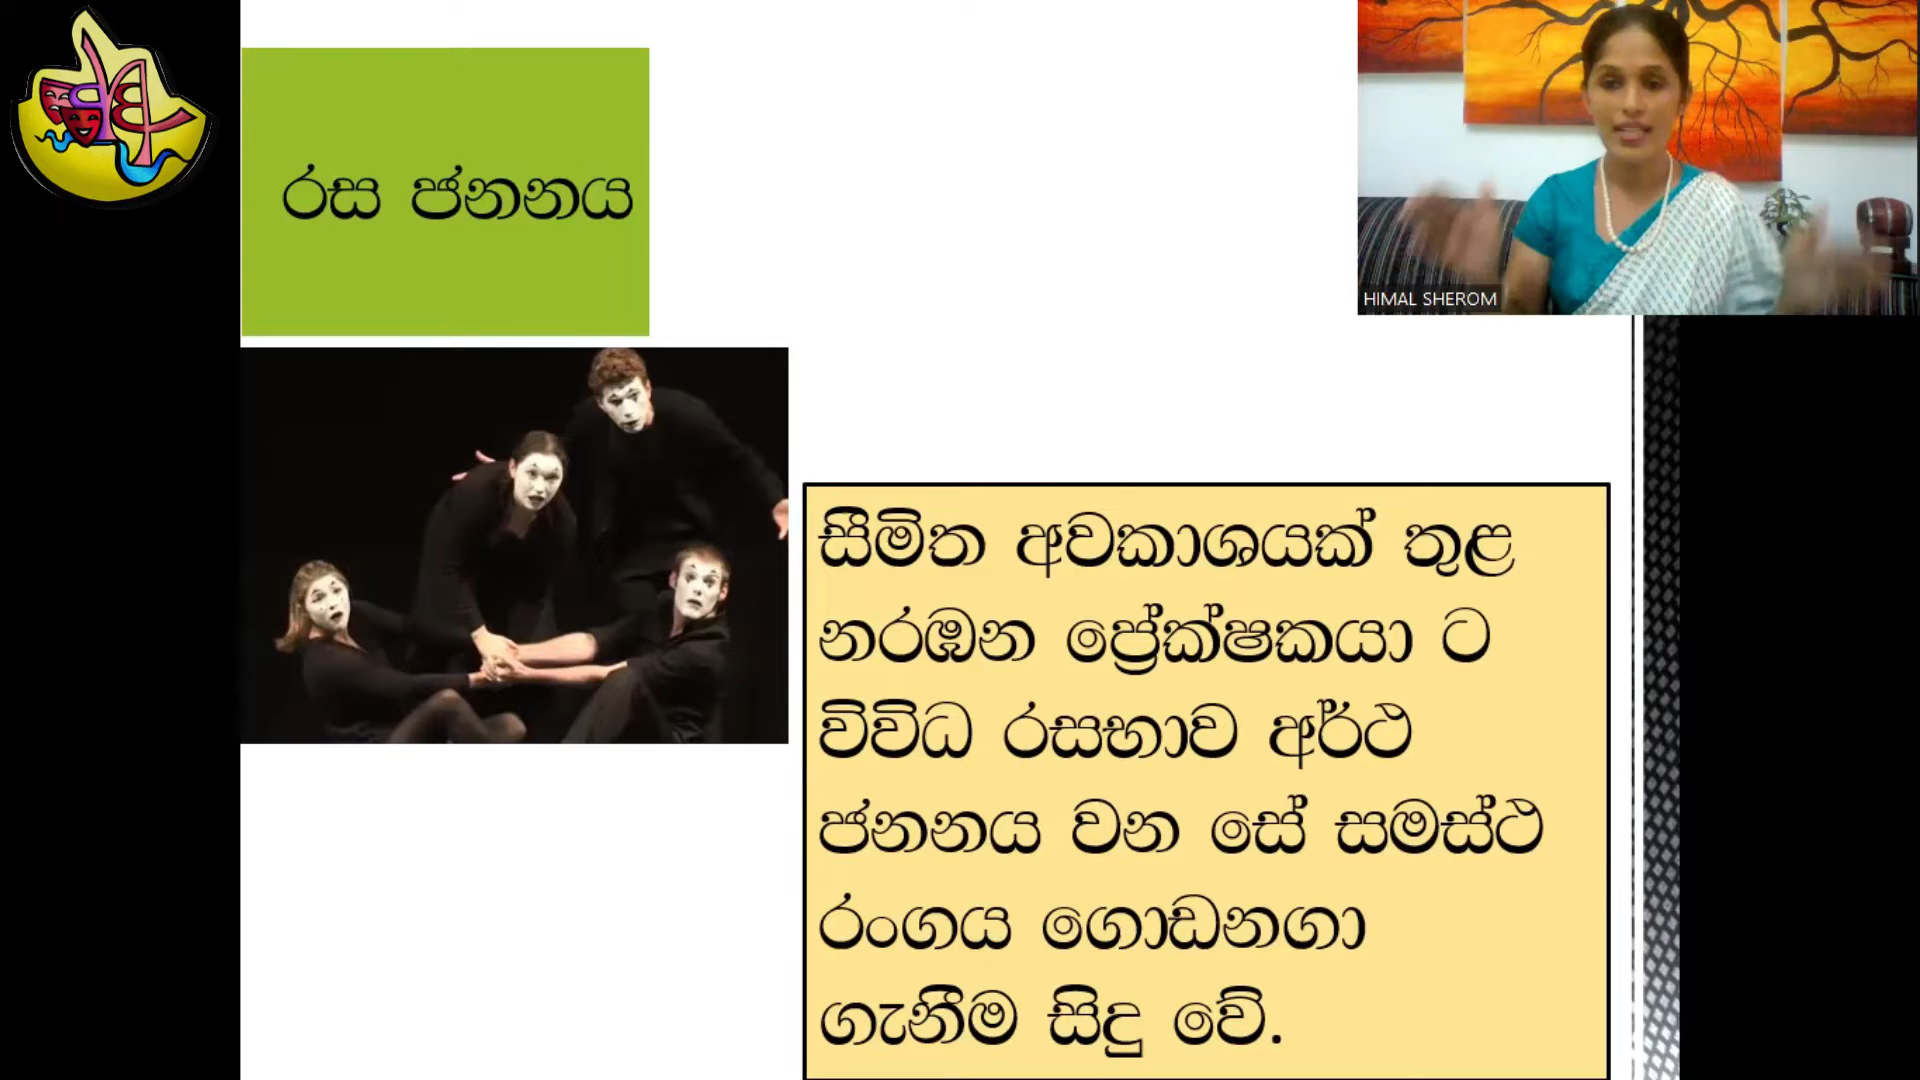 රස ජනනය
HIMAL SHEROM
සීමිත අවකාශයක් තුළ
නරඹන ප්‍රේක්ෂකයා ට
විවිධ රසභාව අර්ථ
ජනනය වන සේ සමස්ථ
රංගය ගොඩනගා
ගැනීම සිදු වේ.